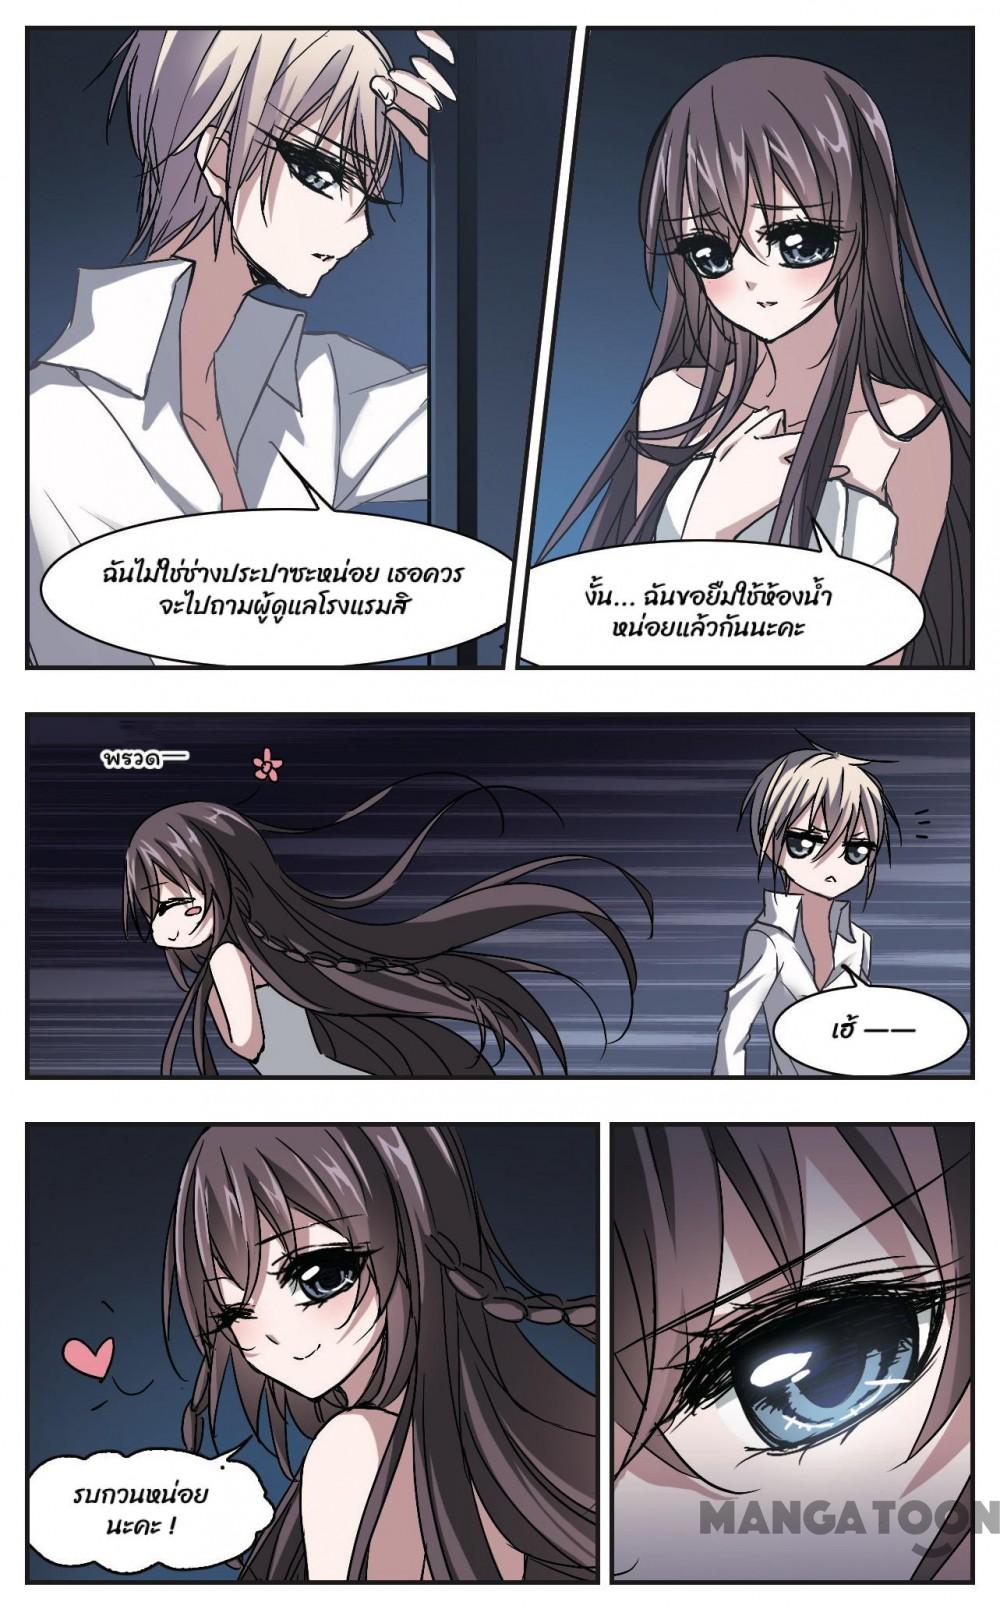 ฉันไม่ใช่ช่างประปาซะหน่อย เธอควร
จะไปถามผู้ดูแลโรงแรมสิ
งั้น... ฉันขอยืมใช้ห้องน้ำ
หน่อยแล้วกันนะคะ
พรวด—
เฮ้ ——
รบกวนหน่อย
นะคะ !
MANGATOON